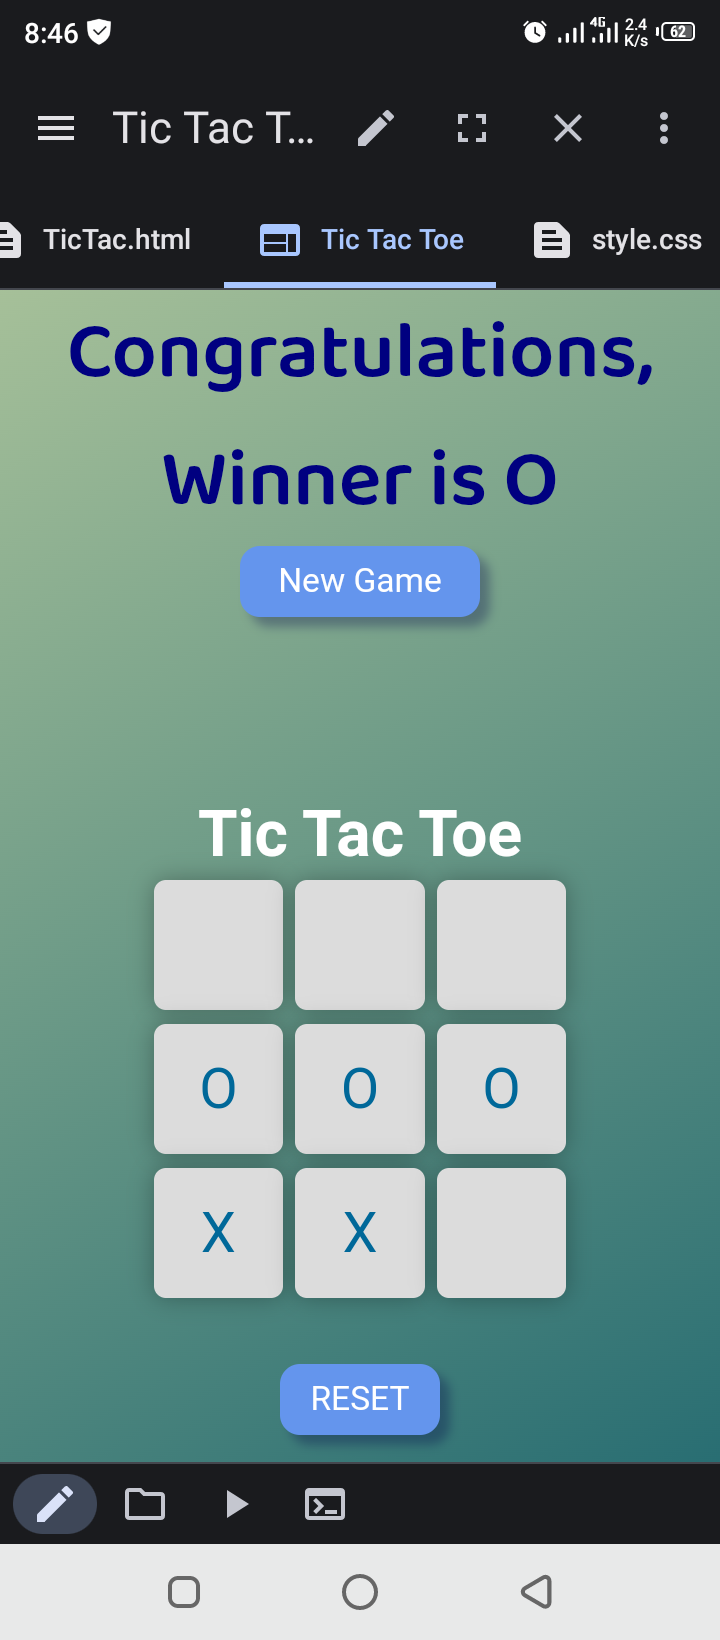 8:46
4G
2.4
K/s
62
Tic Tac T...
TicTac.html
Tic Tac Toe
style.css
Congratulations,
Winner is O
New Game
Tic Tac Toe
O O O
X X
RESET